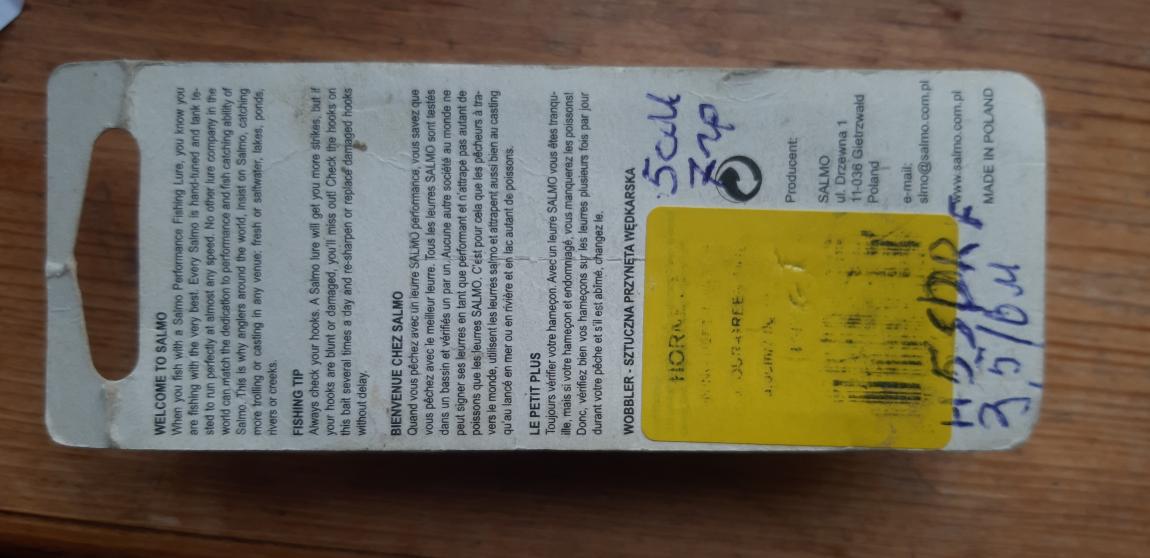 WELCOME TO SALMO
When you fish with a Salmo Performance Fishing Lure, you know you
are fishing with the very best. Every Salmo is hand-tuned and tank te-
sted to run perfectly at almost any speed. No other lure company in the
world can match the dedication to performance and fish catching ability of
Salmo. This is why anglers around the world, insist on Salmo, catching
more trolling or casting in any venue: fresh or saltwater, lakes, ponds,
rivers or creeks.
FISHING TIP
Always check your hooks. A Salmo lure will get you more strikes, but if
your hooks are blunt or damaged, you'll miss out! Check the hooks on
this bait several times a day and re-sharpen or replace damaged hooks
without delay.
BIENVENUE CHEZ SALMO
Quand vous pêchez avec un leurre SALMO performance, vous savez que
vous pêchez avec le meilleur leurre. Tous les leurres SALMO sont testés
dans un bassin et vérifiés un par un. Aucune autre société au monde ne
peut signer ses leurres en tant que performant et n'attrape pas autant de
poissons que les leurres SALMO. C'est pour cela que les pêcheurs à tra-
vers le monde, utilisent les leurres salmo et attrapent aussi bien au casting
qu'au lancé en mer ou en rivière et en lac autant de poissons.
LE PETIT PLUS
Toujours vérifier votre hameçon. Avec un leurre SALMO vous êtes tranqu-
ille, mais si votre hameçon et endomjagé, vous manquerez les poissons!
Donc, vérifiez bien vos hameçons sur les leurres plusieurs fois par jour
durant votre pêche et s'il est abîmé, changez le.
WOBBLER - SZTUCZNA PRZYNĘTA WĘDKARSKA
5см
7гр
HORNET
Producent:
SALMO
ul. Drzewna 1
11-036 Gietrzwałd
Poland
e-mail:
slmo@salmo.com.pl
www.salmo.com.pl
MADE IN POLAND
H5SDR F
3,5/6м